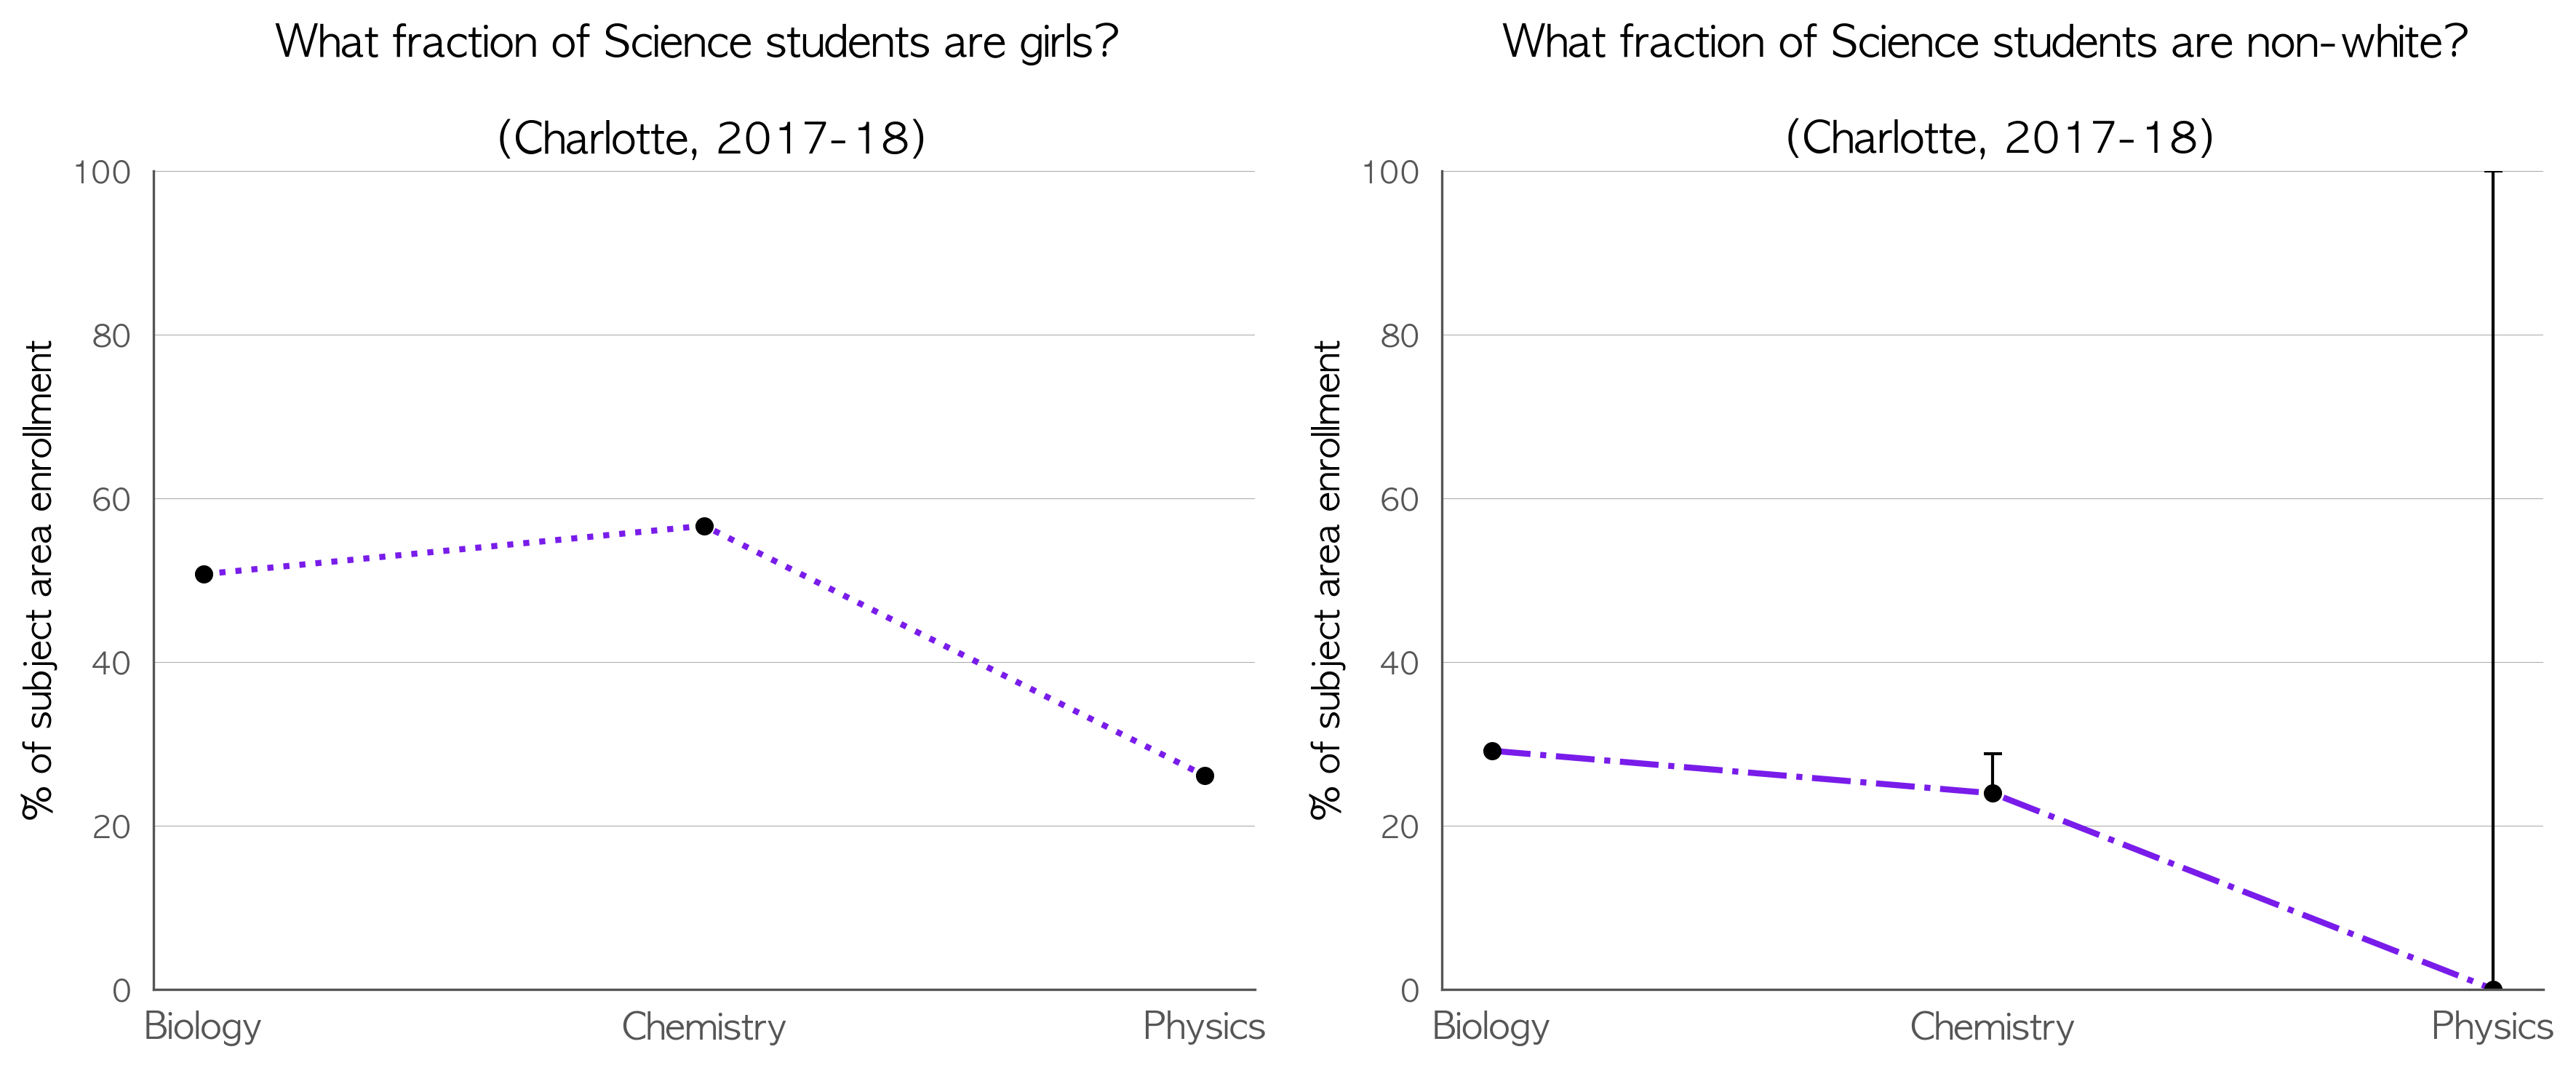 What fraction of Science students are girls?
(Charlotte, 2017-18)
% of subject area enrollment
100
80
60
40
20
0
Biology
Chemistry
Physics
What fraction of Science students are non-white?
(Charlotte, 2017-18)
% of subject area enrollment
100
80
60
40
20
0
Biology
Chemistry
Physics